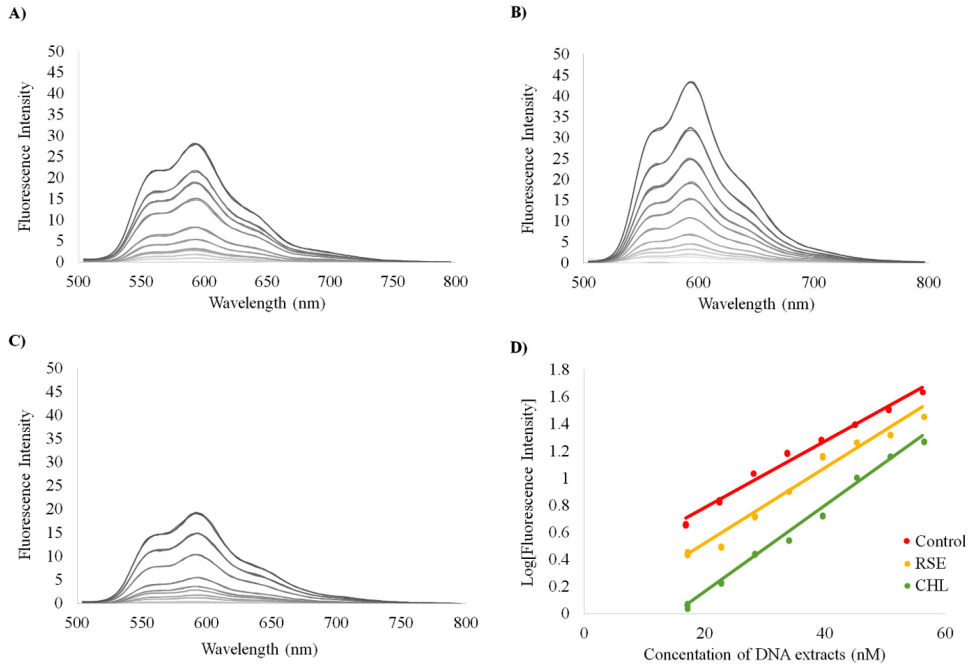 A)
50
45
40
35
30
25
20
15
10
5
0
Fluorescence Intensity
500 550 600 650 700 750 800
Wavelength (nm)
B)
50
45
40
35
30
25
20
15
10
5
0
Fluorescence Intensity
500 600 700 800
Wavelength (nm)
C)
50
45
40
35
30
25
20
15
10
5
0
Fluorescence Intensity
500 550 600 650 700 750 800
Wavelength (nm)
D)
1.8
1.6
1.4
1.2
1
0.8
0.6
0.4
0.2
0
Log[Fluorescence Intensity]
Control
RSE
CHL
0 20 40 60
Concentation of DNA extracts (nM)